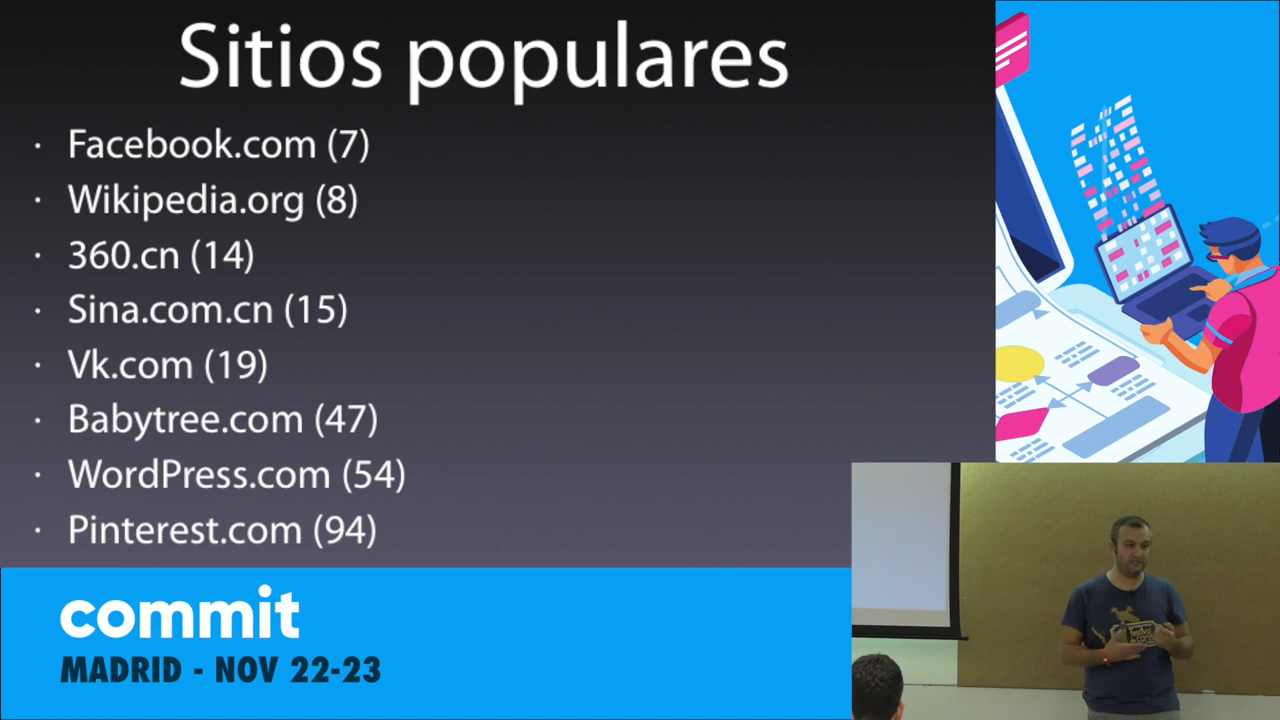 Sitios populares
· Facebook.com (7)
· Wikipedia.org (8)
· 360.cn (14)
· Sina.com.cn (15)
· Vk.com (19)
· Babytree.com (47)
· WordPress.com (54)
· Pinterest.com (94)
commit
MADRID - NOV 22-23